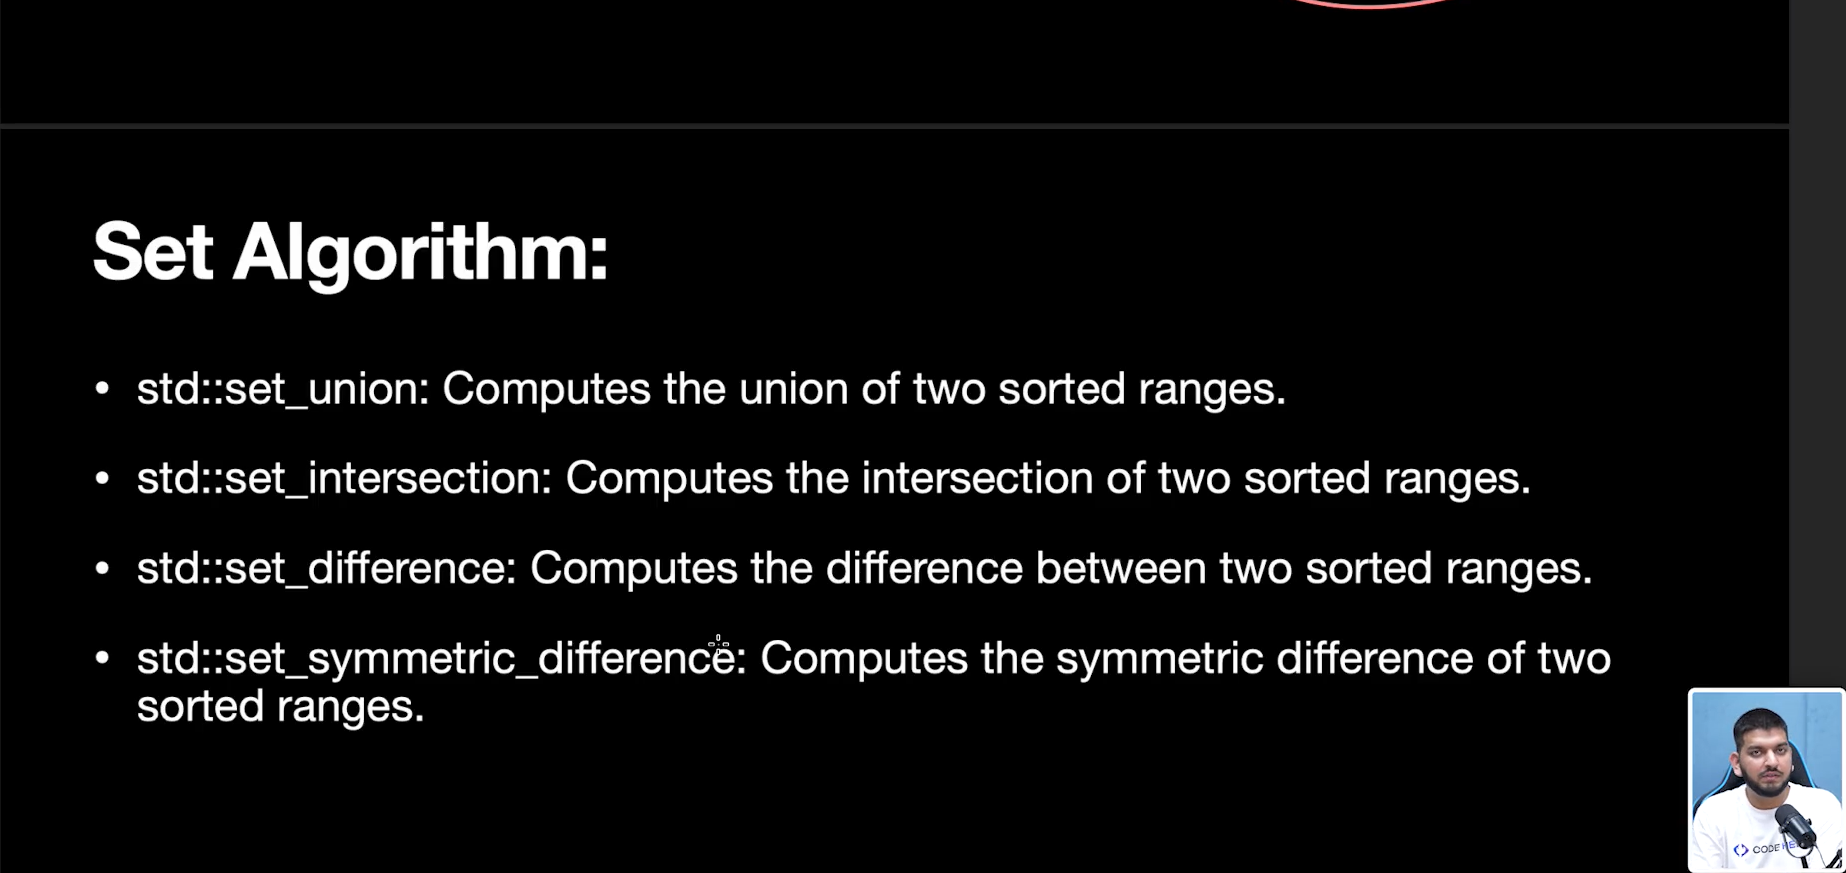 Set Algorithm:
• std::set_union: Computes the union of two sorted ranges.
• std::set_intersection: Computes the intersection of two sorted ranges.
• std::set_difference: Computes the difference between two sorted ranges.
• std::set_symmetric_difference: Computes the symmetric difference of two
sorted ranges.
CODE